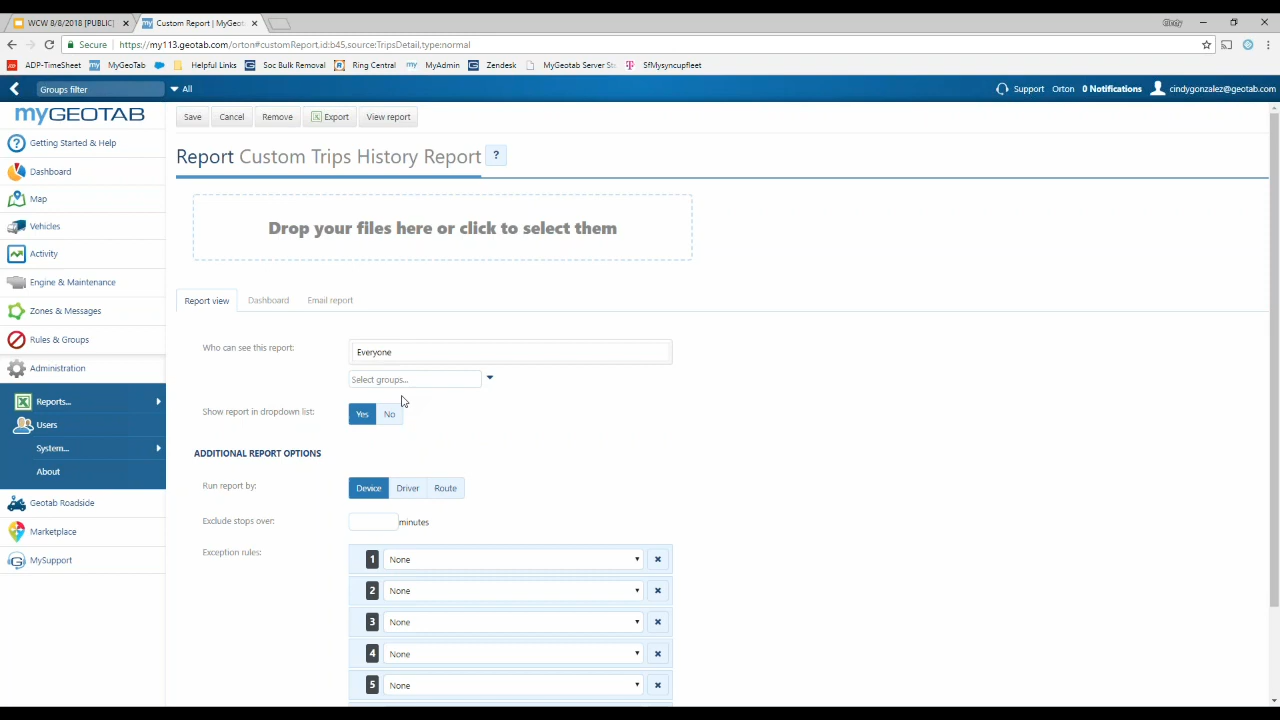 WCW 8/8/2018 [PUBLIC]
Custom Report | MyGeot
Cindy
Secure
https://my113.geotab.com/orton#customReport,id:b45,source:TripsDetail,type:normal
ADP-TimeSheet MyGeoTab Helpful Links Soc Bulk Removal Ring Central MyAdmin Zendesk MyGeotab Server St SfMysyncupfleet
Groups filter All Support Orton 0 Notifications cindygonzalez@geotab.com
myGEOTAB
Getting Started & Help
Dashboard
Map
Vehicles
Activity
Engine & Maintenance
Zones & Messages
Rules & Groups
Administration
Reports...
Users
System...
About
Geotab Roadside
Marketplace
MySupport
Save Cancel Remove Export View report
Report Custom Trips History Report ?
Drop your files here or click to select them
Report view Dashboard Email report
Who can see this report: Everyone
Select groups...
Show report in dropdown list: Yes No
ADDITIONAL REPORT OPTIONS
Run report by: Device Driver Route
Exclude stops over: minutes
Exception rules:
1 None
2 None
3 None
4 None
5 None